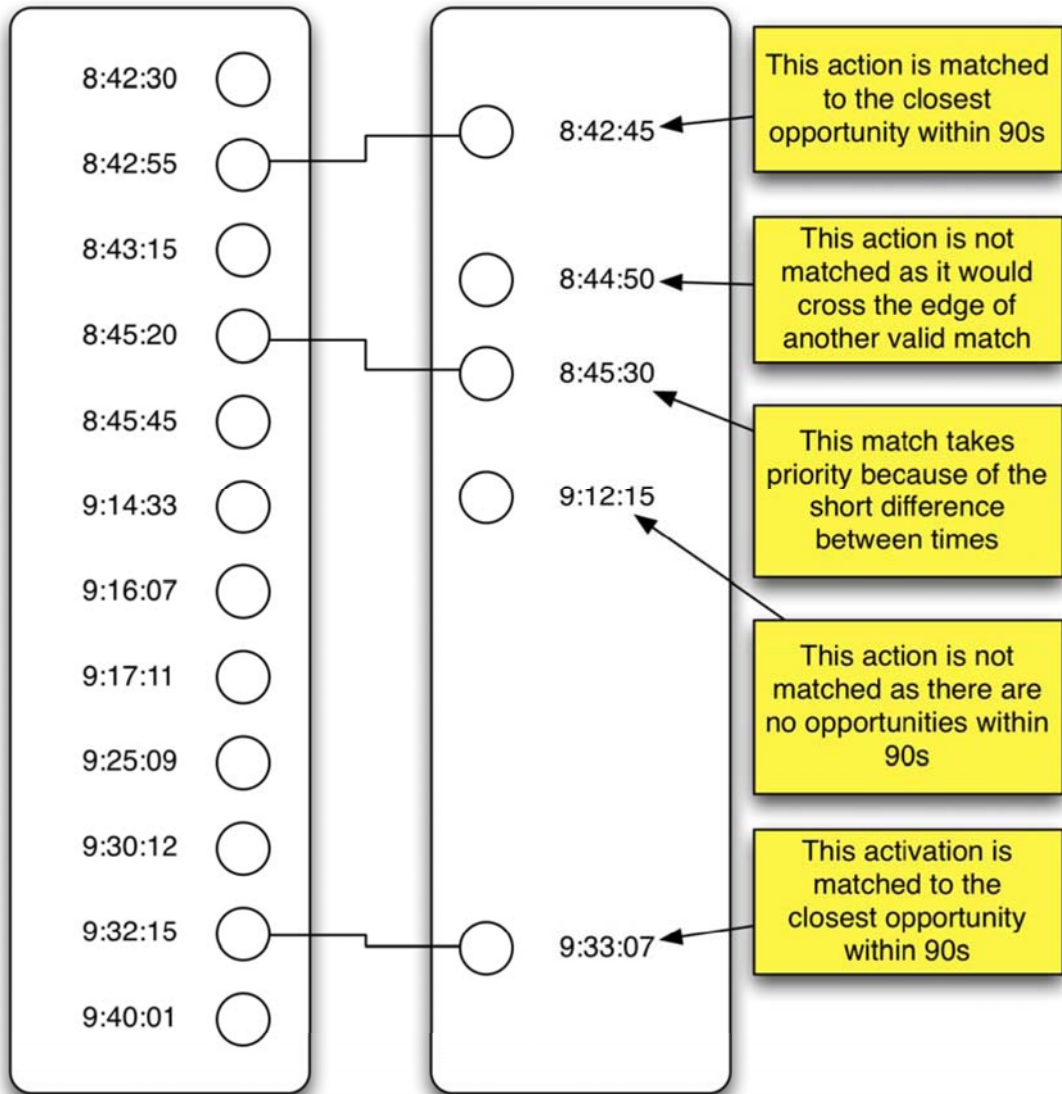 8:42:30
8:42:55
8:43:15
8:45:20
8:45:45
9:14:33
9:16:07
9:17:11
9:25:09
9:30:12
9:32:15
9:40:01
8:42:45
8:44:50
8:45:30
9:12:15
9:33:07
This action is matched
to the closest
opportunity within 90s
This action is not
matched as it would
cross the edge of
another valid match
This match takes
priority because of the
short difference
between times
This action is not
matched as there are
no opportunities within
90s
This activation is
matched to the
closest opportunity
within 90s